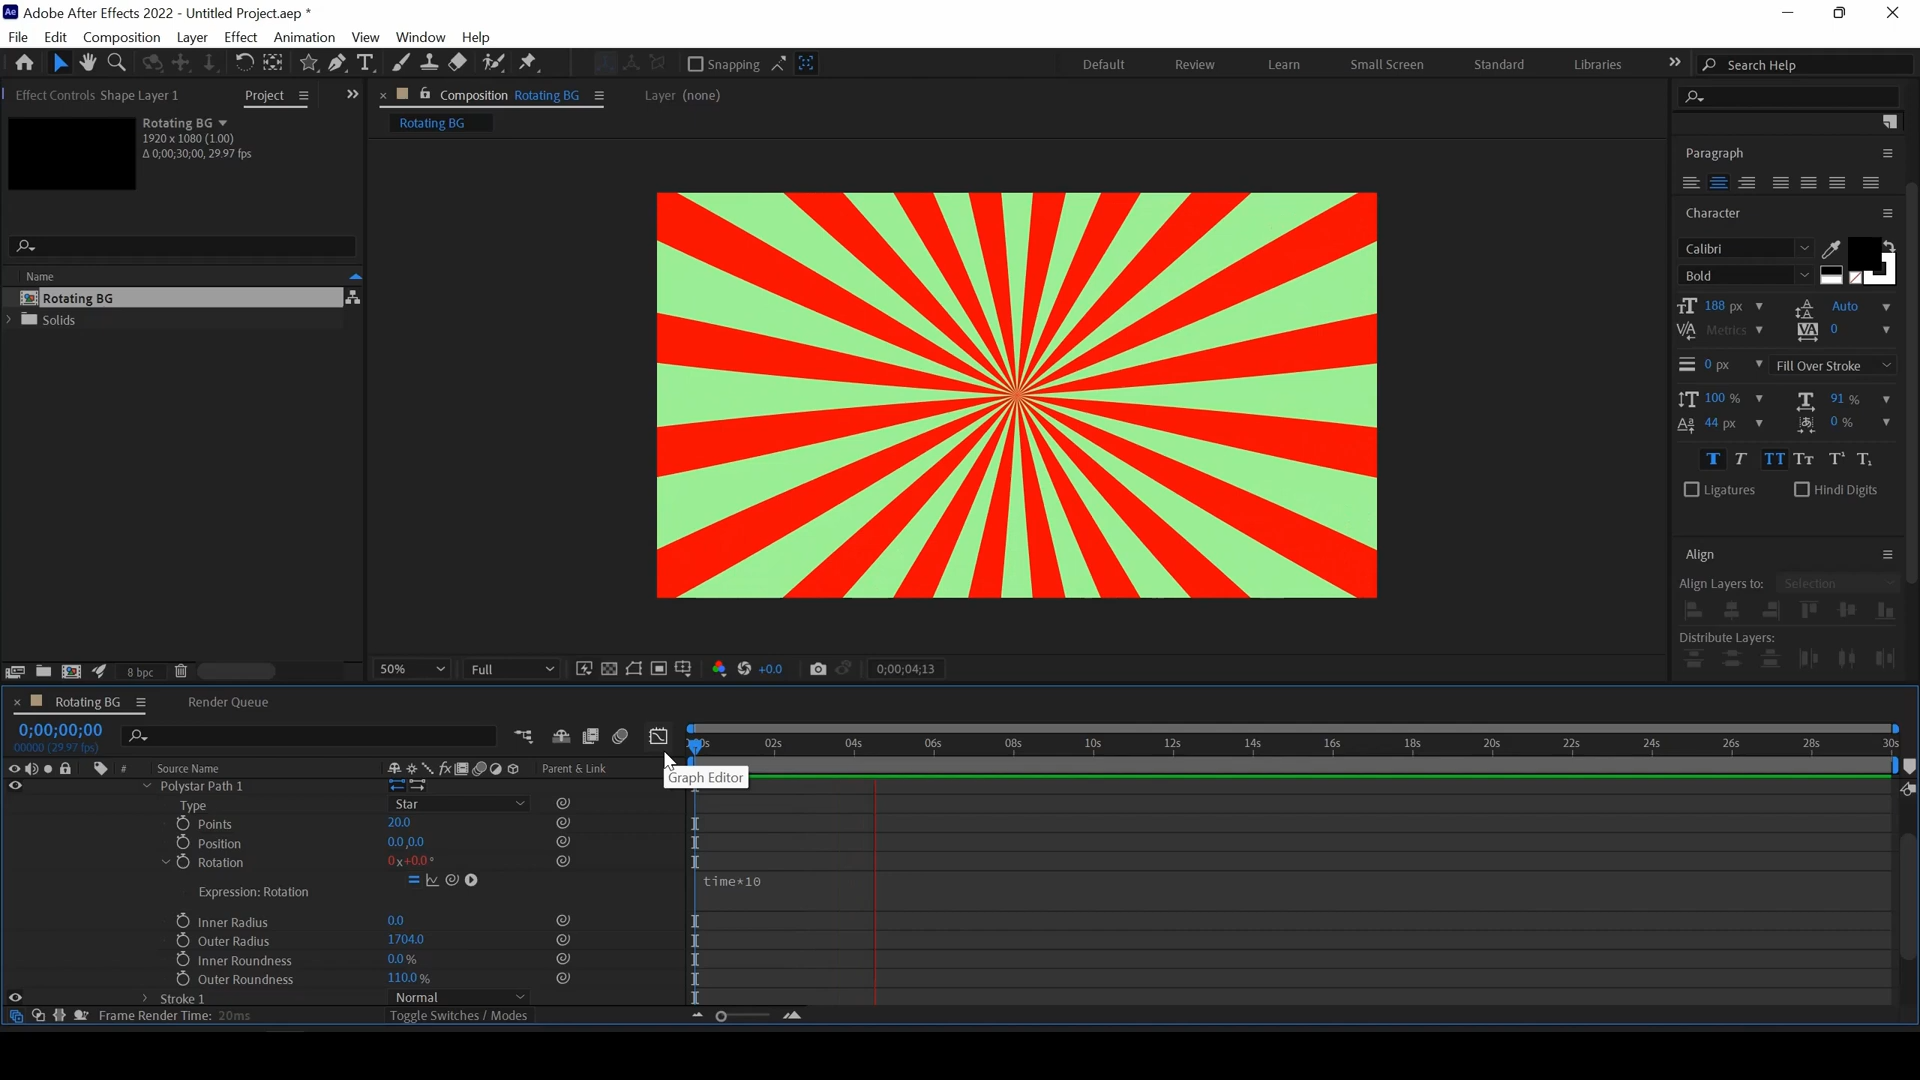 Ae Adobe After Effects 2022 - Untitled Project.aep *
File Edit Composition Layer Effect Animation View Window Help
Snapping Default Review Learn Small Screen Standard Libraries Search Help
Effect Controls Shape Layer 1 Project Composition Rotating BG Layer (none)
Rotating BG
1920 x 1080 (1.00)
Δ 0;00;30;00, 29.97 fps
Rotating BG
Name
Rotating BG
Solids
8 bpc
50% Full +0.0 0;00;04;13
Paragraph
Character
Calibri
Bold
188 px Auto
Metrics 0
0 px Fill Over Stroke
100 % 91 %
44 px 0 %
T T TT Tт T¹ T₁
Ligatures Hindi Digits
Align
Align Layers to: Selection
Distribute Layers:
Rotating BG Render Queue
0;00;00;00
00000 (29.97 fps)
:00s 02s 04s 06s 08s 10s 12s 14s 16s 18s 20s 22s 24s 26s 28s 30s
# Source Name fx Parent & Link
Graph Editor
Polystar Path 1
Type Star
Points 20.0
Position 0.0,0.0
Rotation 0x+0.0°
Expression: Rotation time*10
Inner Radius 0.0
Outer Radius 1704.0
Inner Roundness 0.0 %
Outer Roundness 110.0 %
Stroke 1 Normal
Frame Render Time: 20ms Toggle Switches / Modes